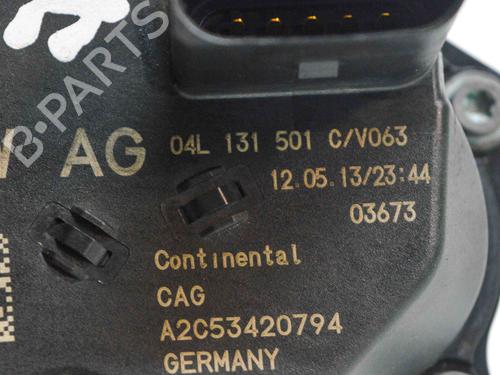 B-PARTS
AG 04L 131 501 C/V063
12.05.13/23:44
03673
Continental
CAG
A2C53420794
GERMANY